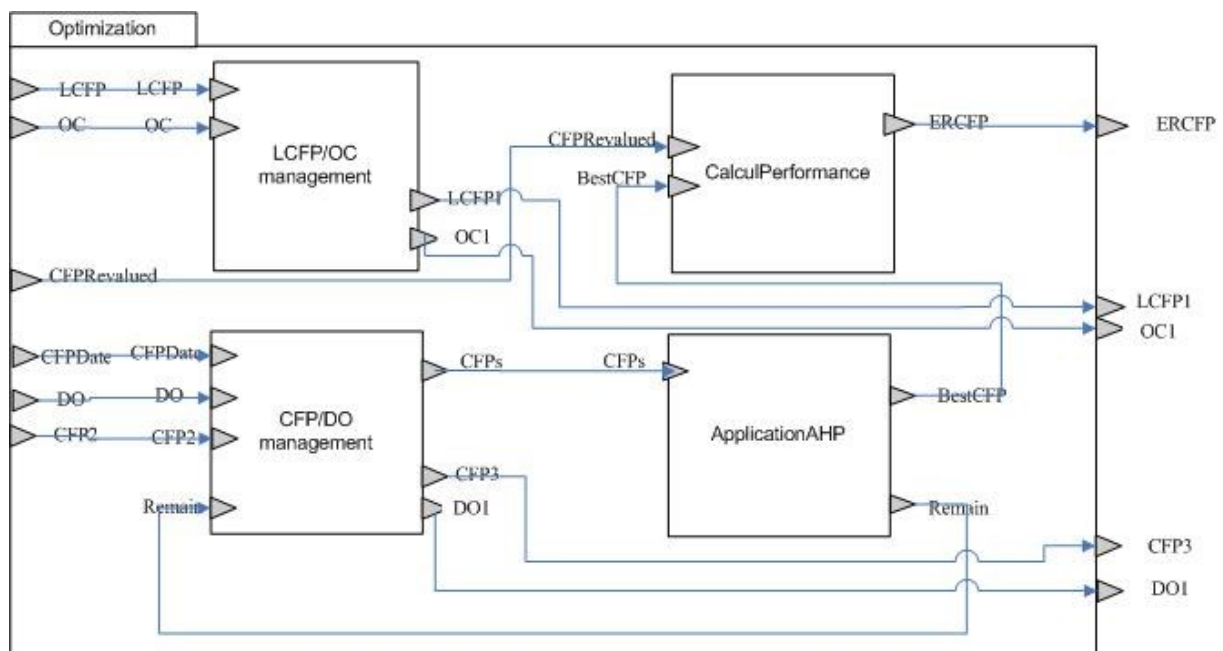 Optimization
LCFP LCFP
OC OC
LCFP/OC
management
LCFP1
OC1
CFPRevalued
CFPRevalued
BestCFP
CalculPerformance
ERCFP
ERCFP
LCFP1
OC1
CFPDate CFPDate
DO DO
CFP2 CFP2
Remain
CFP/DO
management
CFPs CFPs
CFP3
DO1
ApplicationAHP
BestCFP
Remain
CFP3
DO1